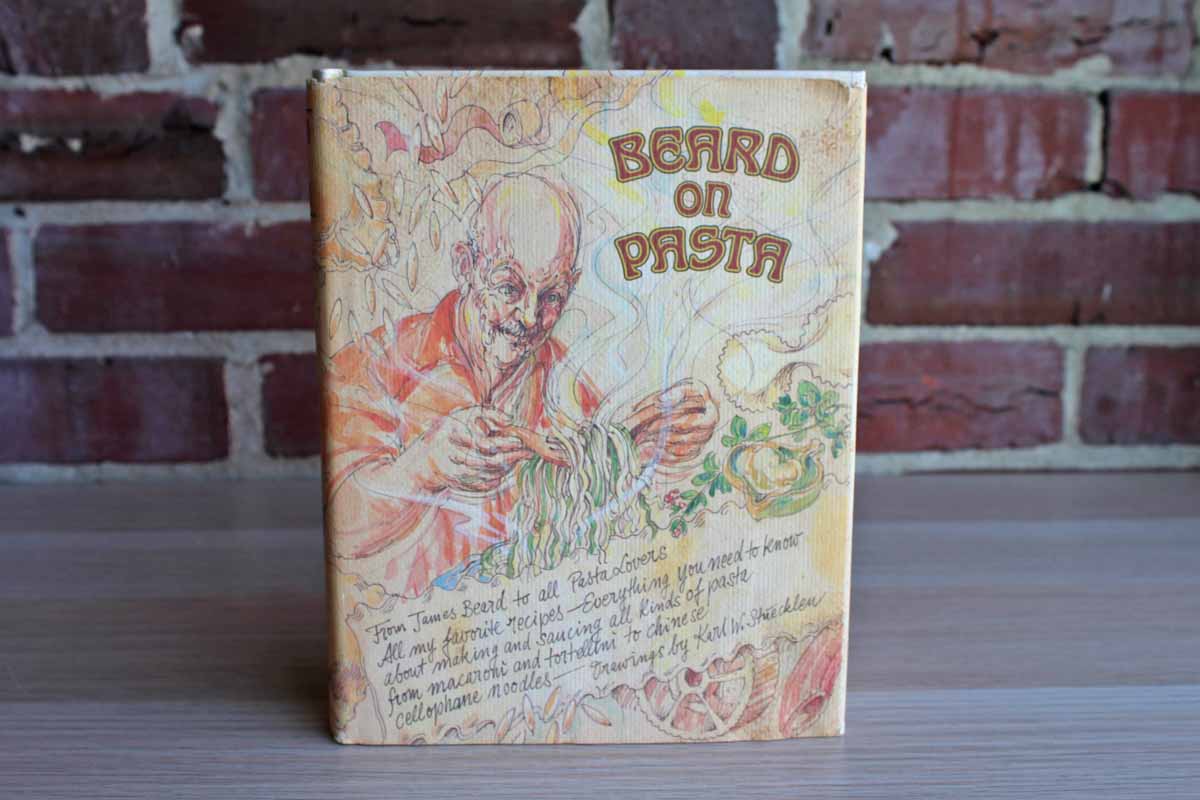 BEARD
on
PASTA
From James Beard to all Pasta Lovers
All my favorite recipes—Everything you need to know
about making and saucing all kinds of pasta
from macaroni and tortellini to Chinese
cellophane noodles— Drawings by Karl W. Stuecklen